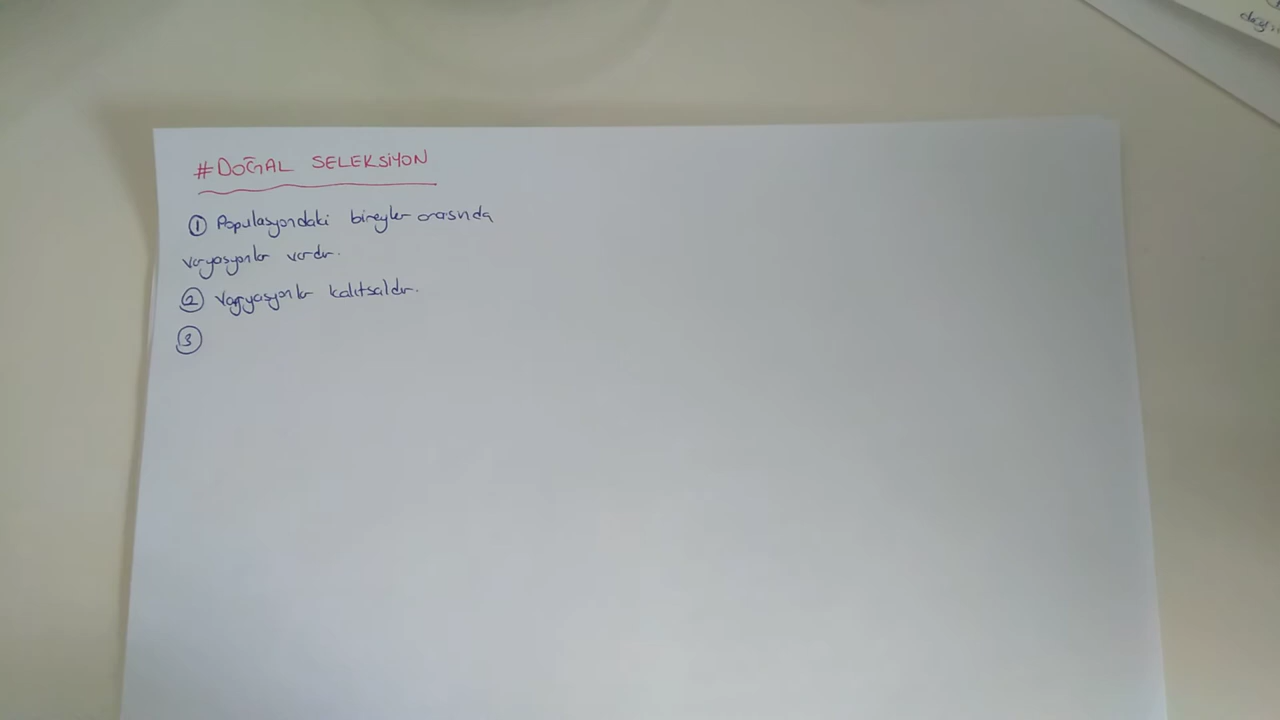 #DOĞAL SELEKSİYON
① Populasyondaki bireyler arasında
varyasyonlar vardır.
② Varyasyonlar kalıtsaldır.
③